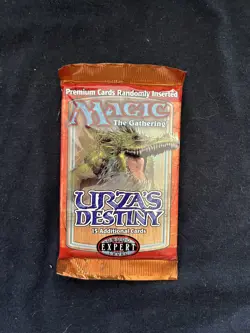 Premium Cards Randomly Inserted
MAGIC
The Gathering
URZA'S
DESTINY
15 Additional Cards
EXPERT